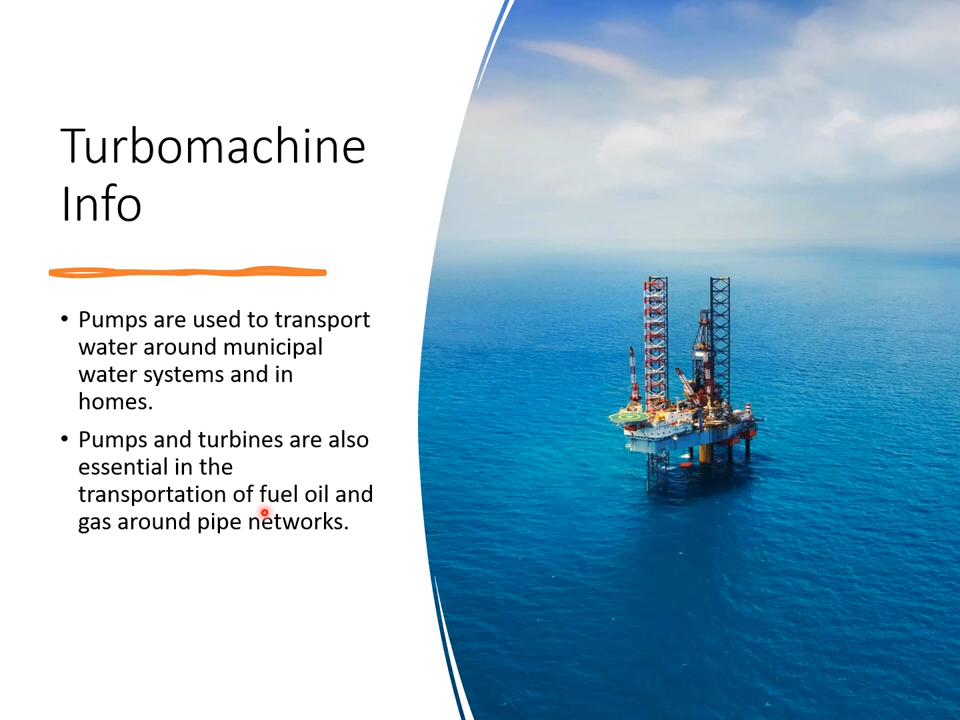 Turbomachine
Info
• Pumps are used to transport
water around municipal
water systems and in
homes.
• Pumps and turbines are also
essential in the
transportation of fuel oil and
gas around pipe networks.